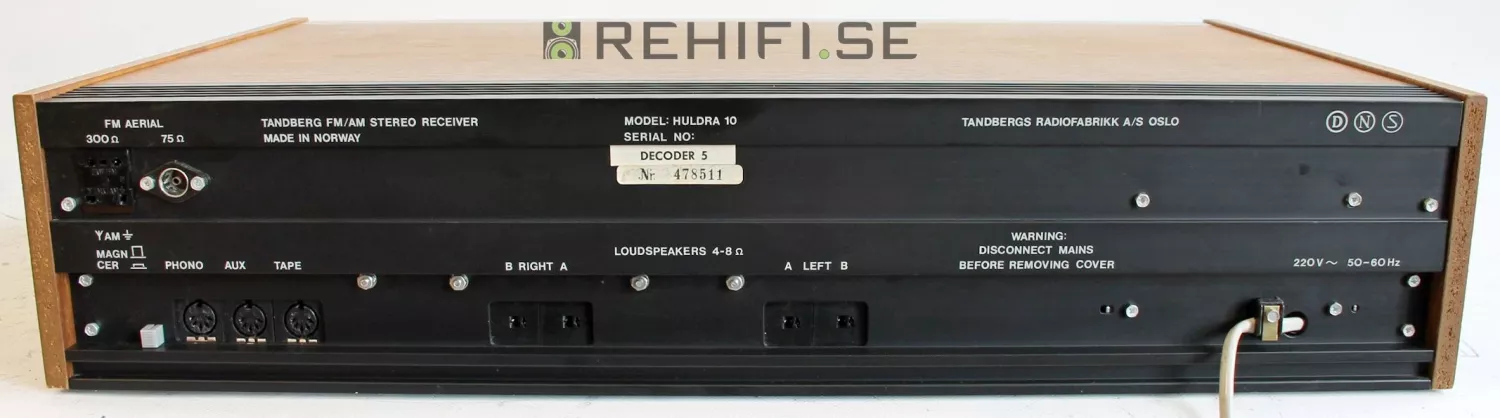 REHIFI.SE
FM AERIAL
300Ω 75Ω
TANDBERG FM/AM STEREO RECEIVER
MADE IN NORWAY
MODEL: HULDRA 10
SERIAL NO:
DECODER 5
Nr 478511
TANDBERGS RADIOFABRIKK A/S OSLO
D N S
AM
MAGN
CER
PHONO AUX TAPE
LOUDSPEAKERS 4-8 Ω
B RIGHT A
A LEFT B
WARNING:
DISCONNECT MAINS
BEFORE REMOVING COVER
220V~ 50-60Hz